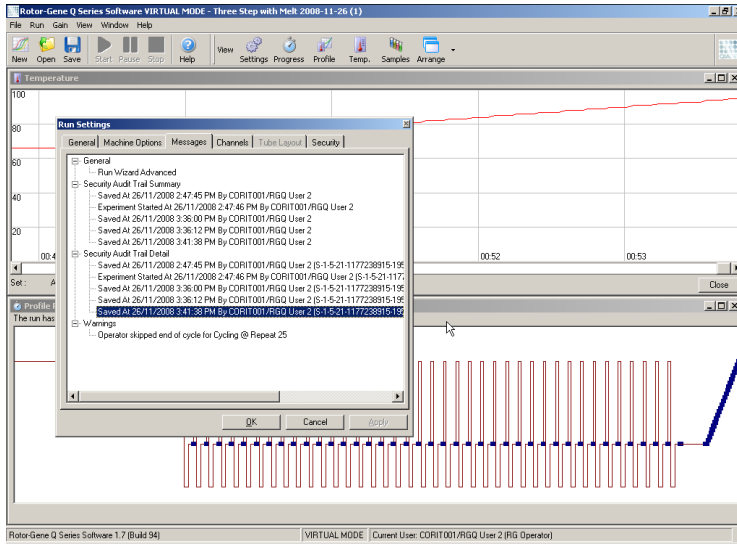 Rotor-Gene Q Series Software VIRTUAL MODE - Three Step with Melt 2008-11-26 (1)
File Run Gain View Window Help
New Open Save Start Pause Stop Help View Settings Progress Profile Temp. Samples Arrange
Temperature
100
80
60
40
20
00:52 00:53
Set :
Close
Run Settings
General Machine Options Messages Channels Tube Layout Security
General
Run Wizard Advanced
Security Audit Trail Summary
Saved At 26/11/2008 2:47:45 PM By CORIT001/RGQ User 2
Experiment Started At 26/11/2008 2:47:46 PM By CORIT001/RGQ User 2
Saved At 26/11/2008 3:36:00 PM By CORIT001/RGQ User 2
Saved At 26/11/2008 3:36:12 PM By CORIT001/RGQ User 2
Saved At 26/11/2008 3:41:38 PM By CORIT001/RGQ User 2
Security Audit Trail Detail
Saved At 26/11/2008 2:47:45 PM By CORIT001/RGQ User 2 (S-1-5-21-1177238915-195
Experiment Started At 26/11/2008 2:47:46 PM By CORIT001/RGQ User 2 (S-1-5-21-117
Saved At 26/11/2008 3:36:00 PM By CORIT001/RGQ User 2 (S-1-5-21-1177238915-195
Saved At 26/11/2008 3:36:12 PM By CORIT001/RGQ User 2 (S-1-5-21-1177238915-195
Saved At 26/11/2008 3:41:38 PM By CORIT001/RGQ User 2 (S-1-5-21-1177238915-195
Warnings
Operator skipped end of cycle for Cycling @ Repeat 25
OK Cancel Apply
Profile
The run has
Rotor-Gene Q Series Software 1.7 (Build 94) VIRTUAL MODE Current User: CORIT001/RGQ User 2 (RG Operator)